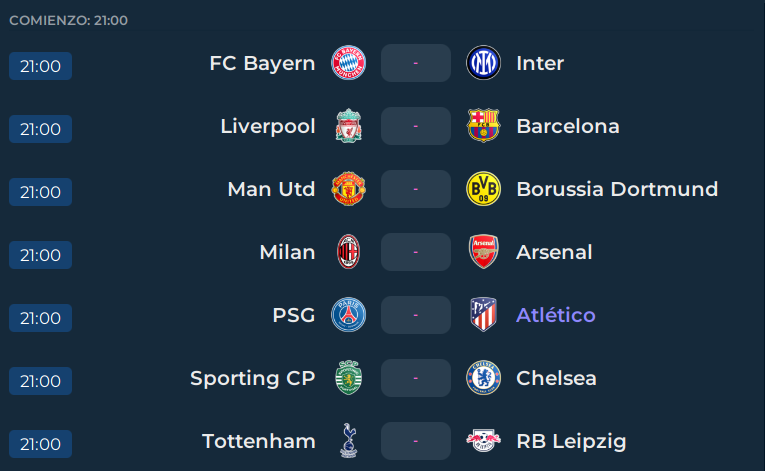 COMIENZO: 21:00
21:00 FC Bayern - Inter
21:00 Liverpool - Barcelona
21:00 Man Utd - Borussia Dortmund
21:00 Milan - Arsenal
21:00 PSG - Atlético
21:00 Sporting CP - Chelsea
21:00 Tottenham - RB Leipzig